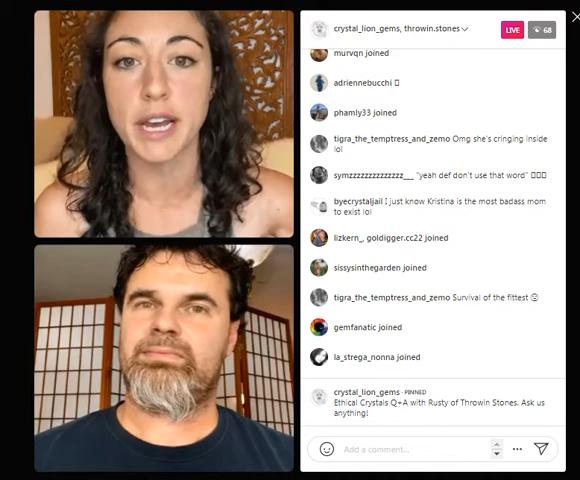 crystal_lion_gems, throwin.stones
LIVE
68
murvqn joined
adriennebucchi
phamly33 joined
tigra_the_temptress_and_zemo Omg she's cringing inside
lol
symzzzzzzzzzzzzzz___ "yeah def don't use that word"
byecrystaljail I just know Kristina is the most badass mom
to exist lol
lizkern_, goldigger.cc22 joined
sissysinthegarden joined
tigra_the_temptress_and_zemo Survival of the fittest
gemfanatic joined
la_strega_nonna joined
crystal_lion_gems · PINNED
Ethical Crystals Q+A with Rusty of Throwin Stones. Ask us
anything!
Add a comment...